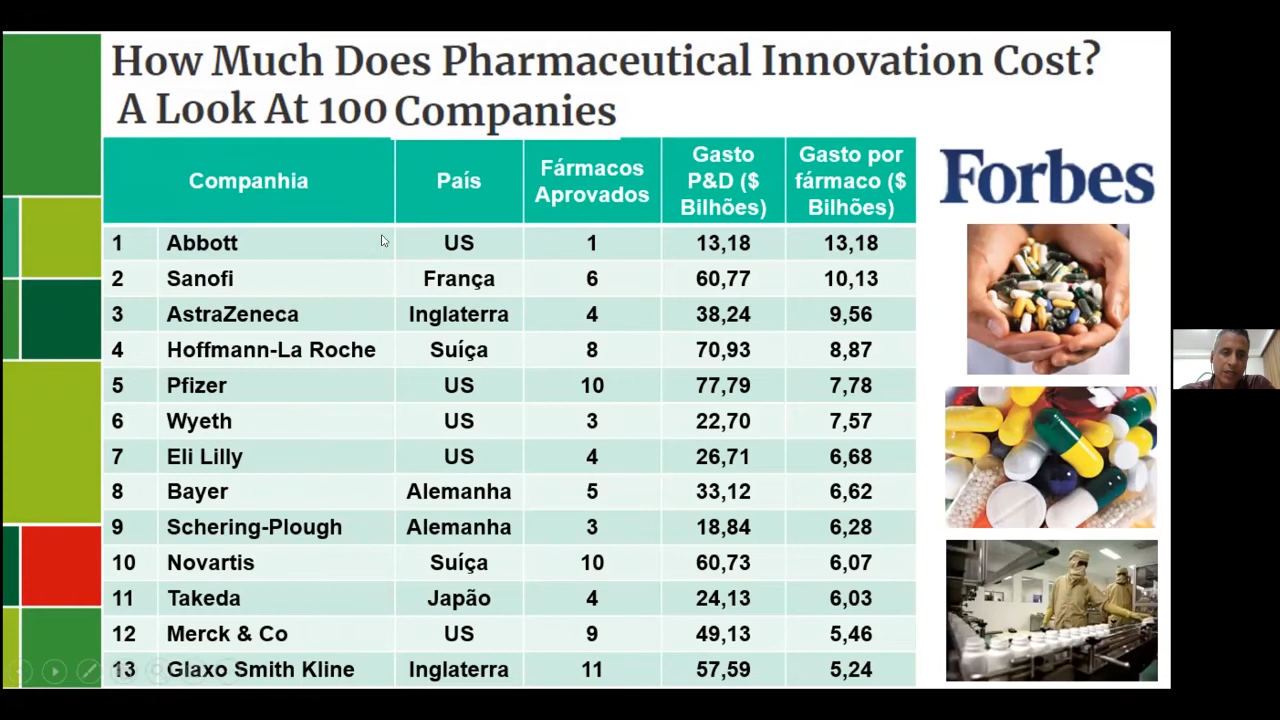 How Much Does Pharmaceutical Innovation Cost?
A Look At 100 Companies
Companhia País Fármacos Aprovados Gasto P&D ($ Bilhões) Gasto por fármaco ($ Bilhões)
1 Abbott US 1 13,18 13,18
2 Sanofi França 6 60,77 10,13
3 AstraZeneca Inglaterra 4 38,24 9,56
4 Hoffmann-La Roche Suíça 8 70,93 8,87
5 Pfizer US 10 77,79 7,78
6 Wyeth US 3 22,70 7,57
7 Eli Lilly US 4 26,71 6,68
8 Bayer Alemanha 5 33,12 6,62
9 Schering-Plough Alemanha 3 18,84 6,28
10 Novartis Suíça 10 60,73 6,07
11 Takeda Japão 4 24,13 6,03
12 Merck & Co US 9 49,13 5,46
13 Glaxo Smith Kline Inglaterra 11 57,59 5,24
Forbes